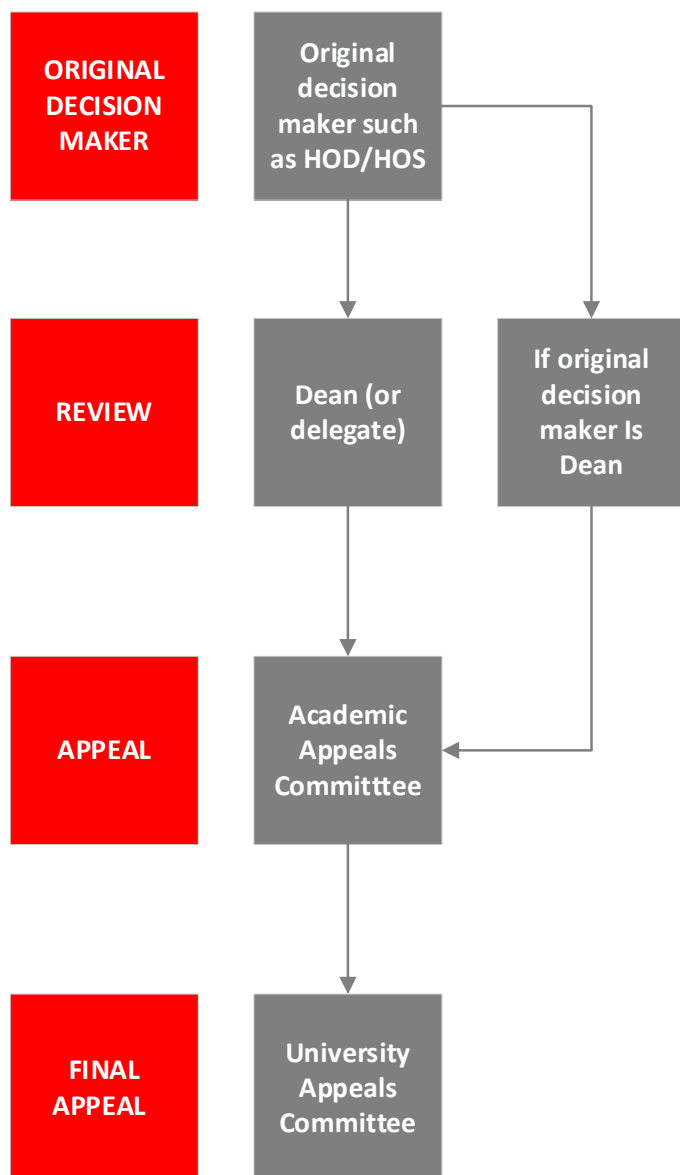 ORIGINAL
DECISION
MAKER
Original
decision
maker such
as HOD/HOS
REVIEW
Dean (or
delegate)
If original
decision
maker Is
Dean
APPEAL
Academic
Appeals
Committtee
FINAL
APPEAL
University
Appeals
Committee